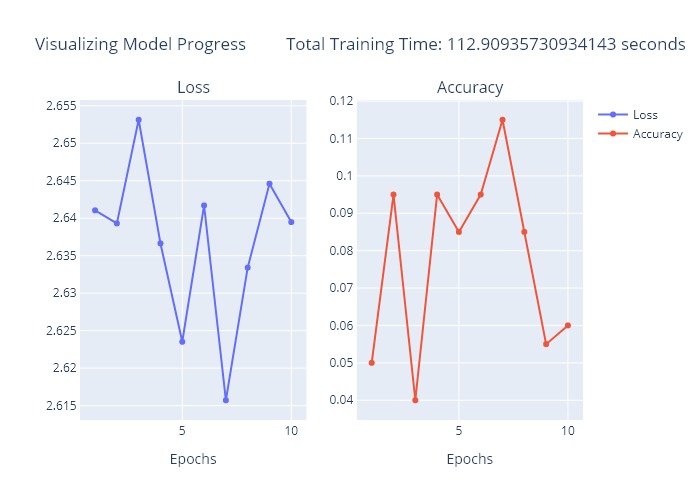 Visualizing Model Progress
Total Training Time: 112.90935730934143 seconds
Loss
2.655
2.65
2.645
2.64
2.635
2.63
2.625
2.62
2.615
5
10
Epochs
Accuracy
0.12
0.11
0.1
0.09
0.08
0.07
0.06
0.05
0.04
5
10
Epochs
Loss
Accuracy